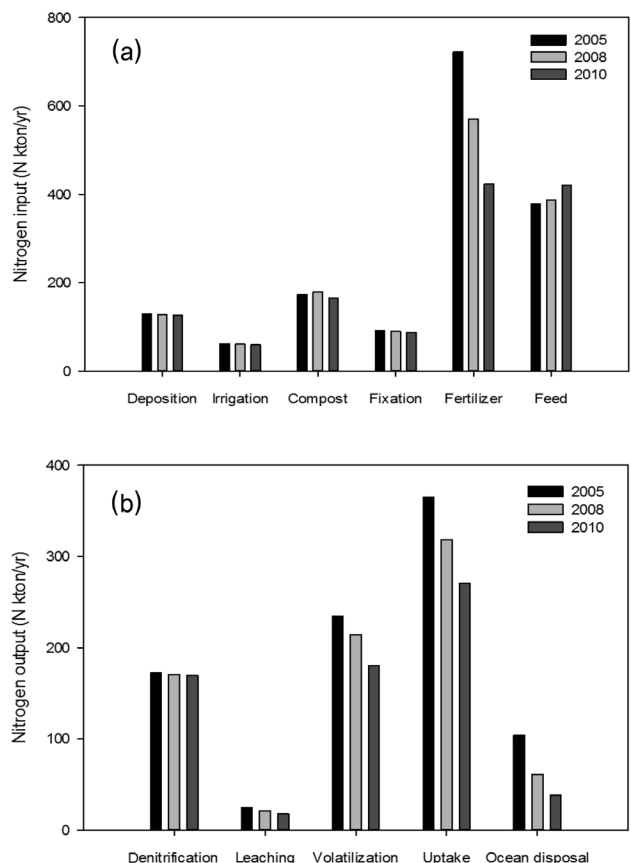 (a)
2005
2008
2010
Nitrogen input (N kton/yr)
800
600
400
200
0
Deposition Irrigation Compost Fixation Fertilizer Feed
(b)
2005
2008
2010
Nitrogen output (N kton/yr)
400
300
200
100
0
Denitrification Leaching Volatilization Uptake Ocean disposal